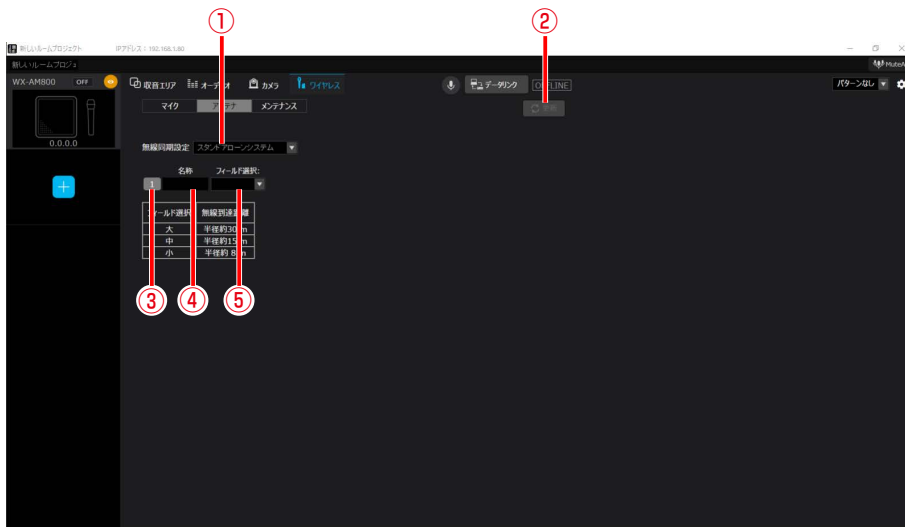 ① ②
新しいルームプロジェクト IPアドレス : 192.168.1.80
新しいルームプロジェ MuteA
WX-AM800 OFF 収音エリア オーディオ カメラ ワイヤレス データリンク OFFLINE パターンなし
マイク アンテナ メンテナンス 更新
0.0.0.0
無線同期設定 スタンドアローンシステム
名称 フィールド選択:
1
フィールド選択 無線到達距離
大 半径約30 m
中 半径約15 m
小 半径約 8 m
③ ④ ⑤